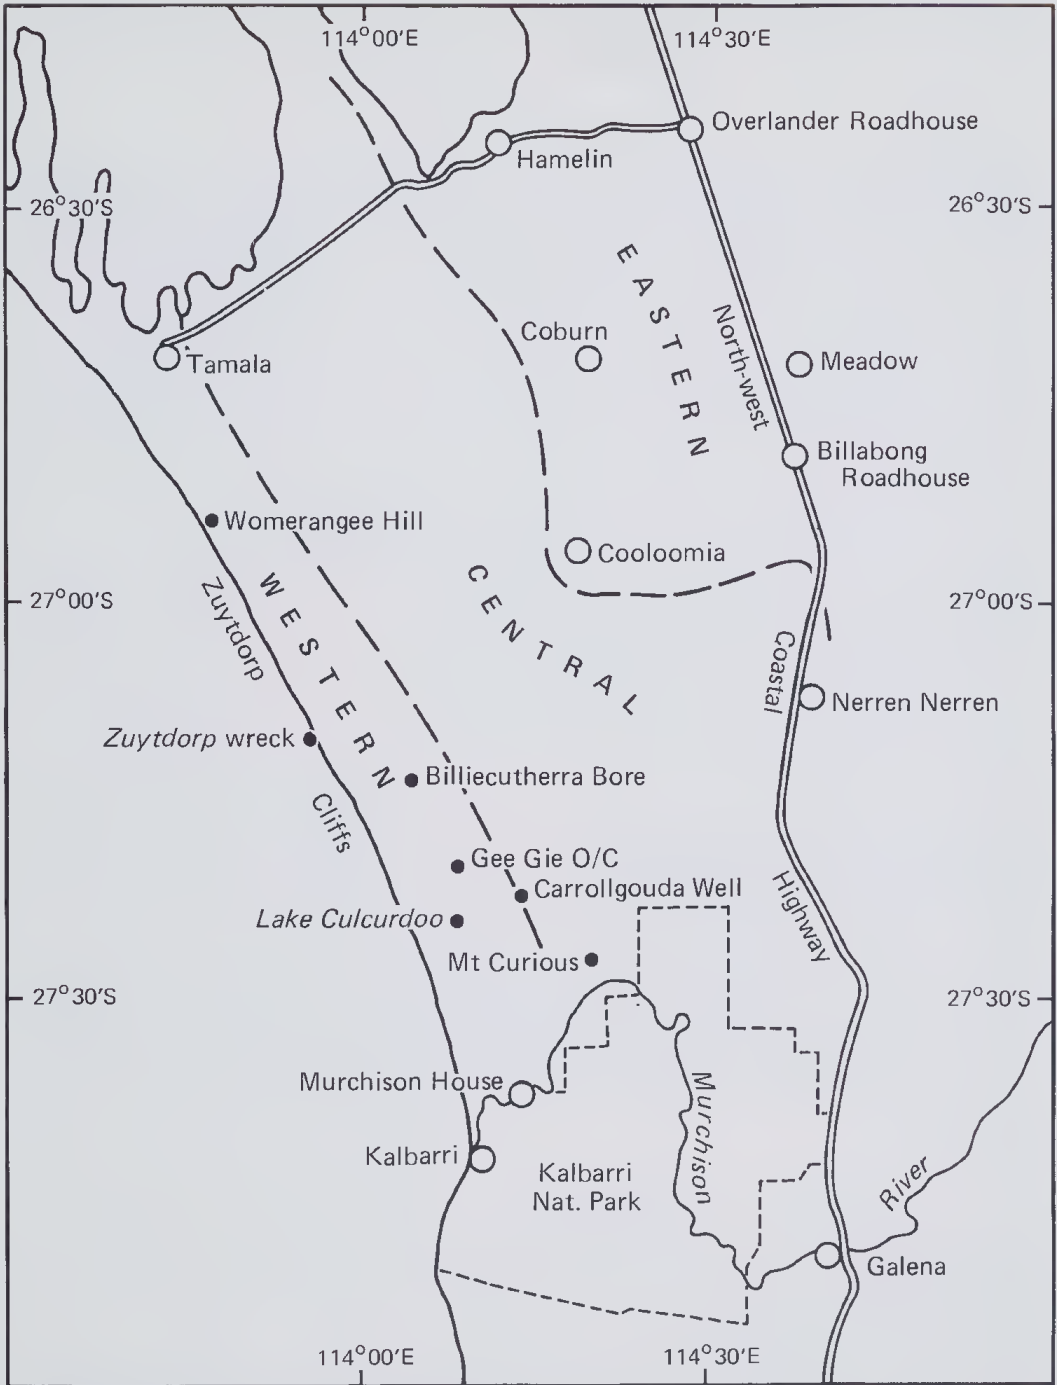 114°00'E
114°30'E
Overlander Roadhouse
Hamelin
26°30'S
26°30'S
EASTERN
North-west
Coburn
Tamala
Meadow
Billabong
Roadhouse
Womerangee Hill
Cooloomia
WESTERN
CENTRAL
27°00'S
27°00'S
Zuytdorp
Coastal
Nerren Nerren
Zuytdorp wreck
Billiecutherra Bore
Cliffs
Gee Gie O/C
Carrollgouda Well
Highway
Lake Culcurdoo
Mt Curious
27°30'S
27°30'S
Murchison House
Murchison
Kalbarri
Kalbarri
Nat. Park
River
Galena
114°00'E
114°30'E